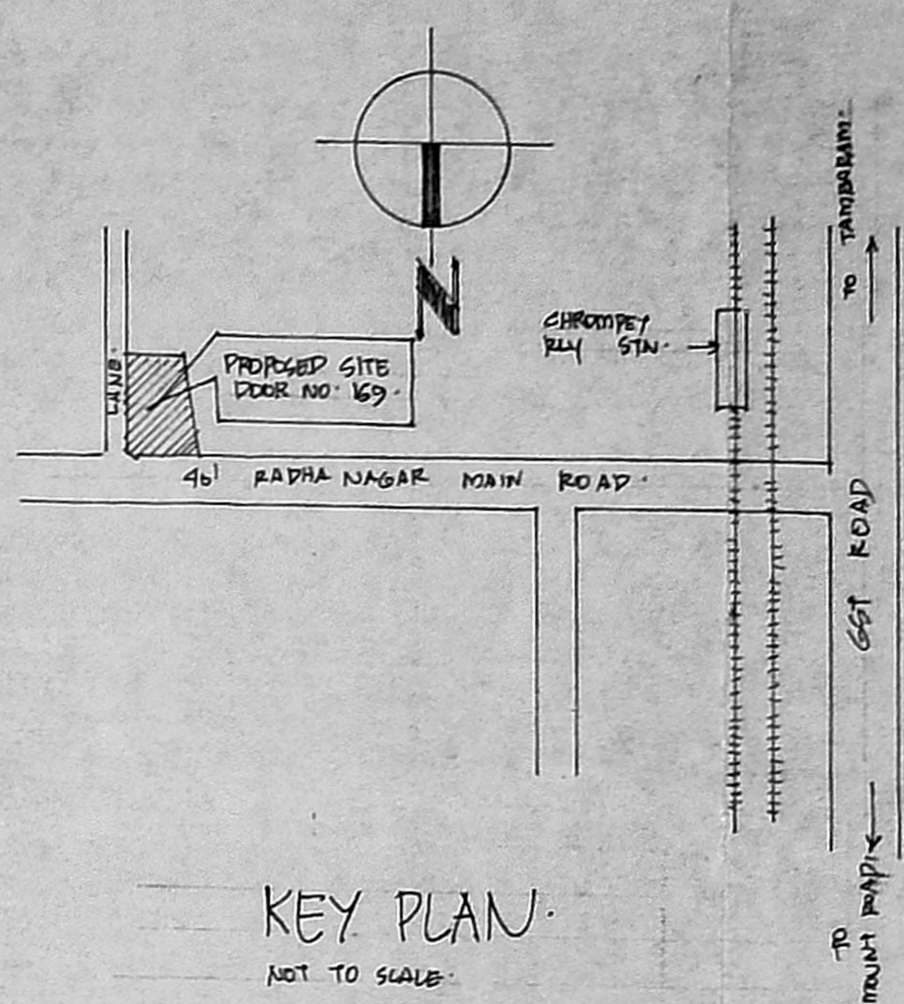 N
TO TAMBARAM.
CHROMPET
RLY STN.
PROPOSED SITE
DOOR NO: 169.
LANE.
40' RADHA NAGAR MAIN ROAD.
GST ROAD
TO
MOUNT ROAD
KEY PLAN.
NOT TO SCALE.